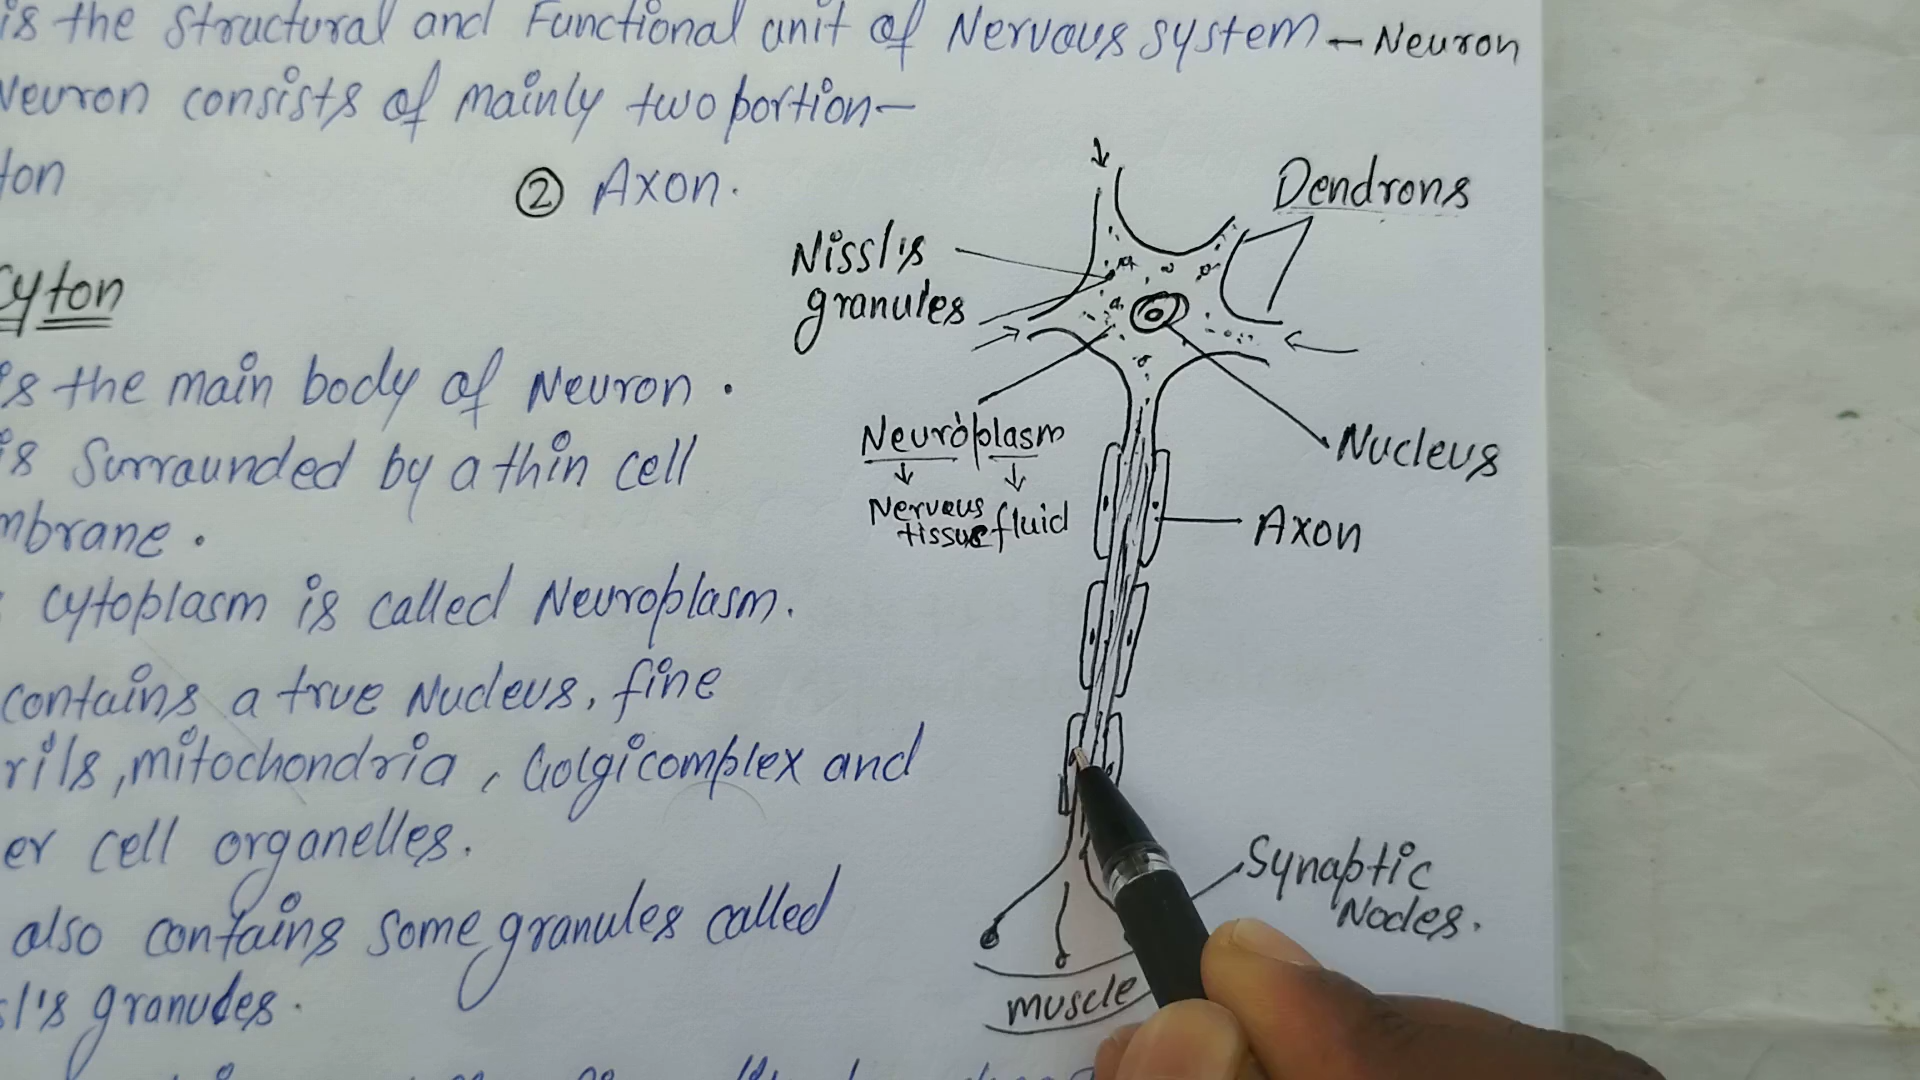 is the Structural and Functional unit of Nervous system — Neuron
Neuron consists of mainly two portion—
ton
② Axon.
Cyton
is the main body of Neuron.
is Surrounded by a thin cell
mbrane.
cytoplasm is called Neuroplasm.
contains a true Nucleus, fine
rils, mitochondria, Golgi complex and
er cell organelles.
also contains some granules called
sl's granules.
Dendrons
Nissl's
granules
Neuroplasm
Nervous
tissue
fluid
Nucleus
Axon
Synaptic
Nodes.
muscle